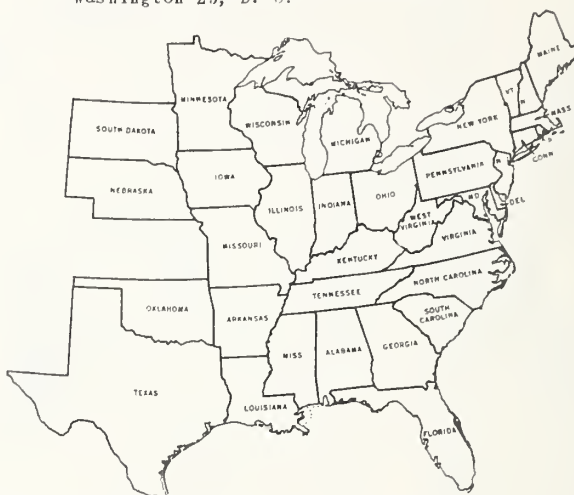 Washington 25, D. C.
MAINE
MINNESOTA
VT
N
MASS
WISCONSIN
NEW YORK
SOUTH DAKOTA
MICHIGAN
CONN
PENNSYLVANIA
IOWA
NEBRASKA
OHIO
MD
DEL
ILLINOIS
INDIANA
WEST
VIRGINIA
VIRGINIA
MISSOURI
KENTUCKY
NORTH CAROLINA
TENNESSEE
OKLAHOMA
ARKANSAS
SOUTH
CAROLINA
MISS
ALABAMA
GEORGIA
TEXAS
LOUISIANA
FLORIDA